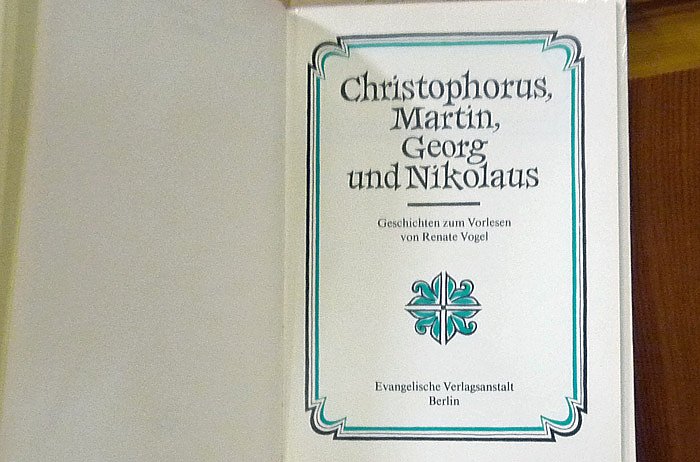 Christophorus,
Martin,
Georg
und Nikolaus
Geschichten zum Vorlesen
von Renate Vogel
Evangelische Verlagsanstalt
Berlin